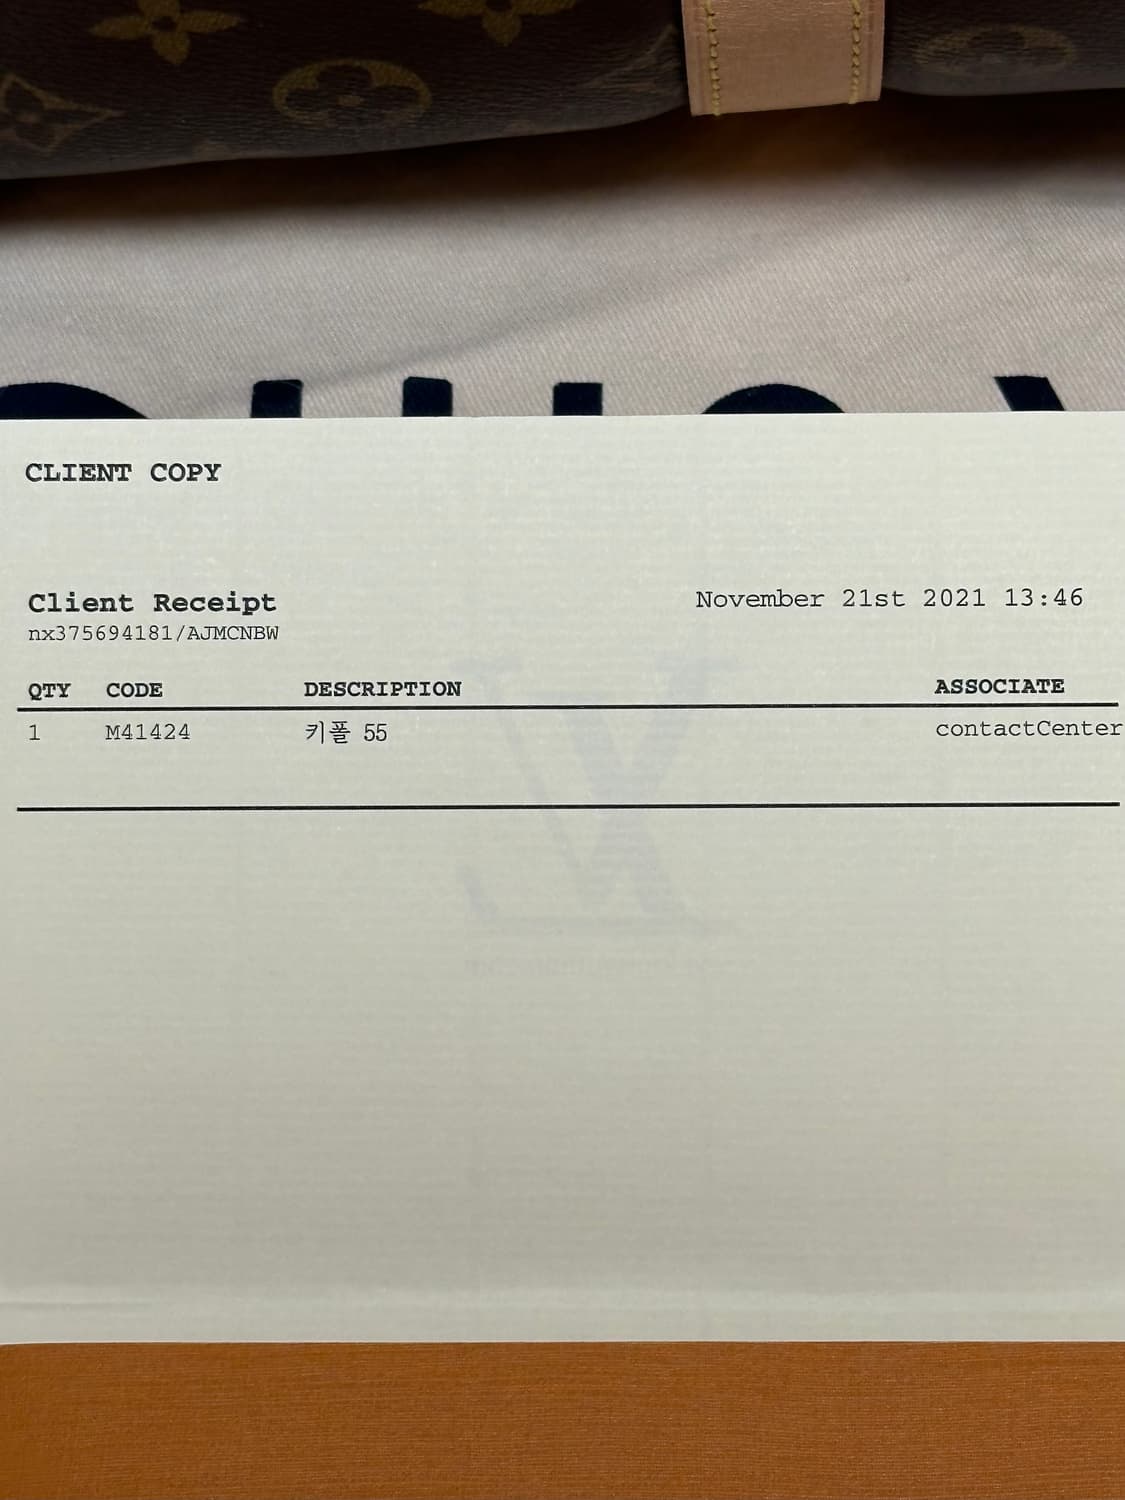 CLIENT COPY
Client Receipt
November 21st 2021 13:46
nx375694181/AJMCNBW
QTY CODE DESCRIPTION ASSOCIATE
1 M41424 키폴 55 contactCenter